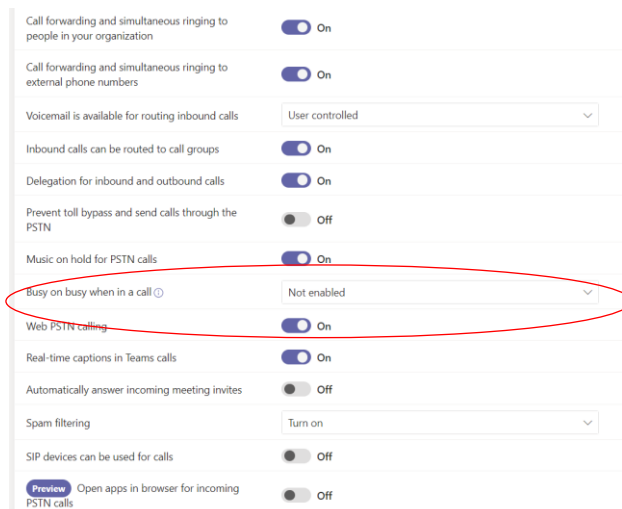 Call forwarding and simultaneous ringing to
people in your organization
On
Call forwarding and simultaneous ringing to
external phone numbers
On
Voicemail is available for routing inbound calls
User controlled
Inbound calls can be routed to call groups
On
Delegation for inbound and outbound calls
On
Prevent toll bypass and send calls through the
PSTN
Off
Music on hold for PSTN calls
On
Busy on busy when in a call
Not enabled
Web PSTN calling
On
Real-time captions in Teams calls
On
Automatically answer incoming meeting invites
Off
Spam filtering
Turn on
SIP devices can be used for calls
Off
Preview Open apps in browser for incoming
PSTN calls
Off